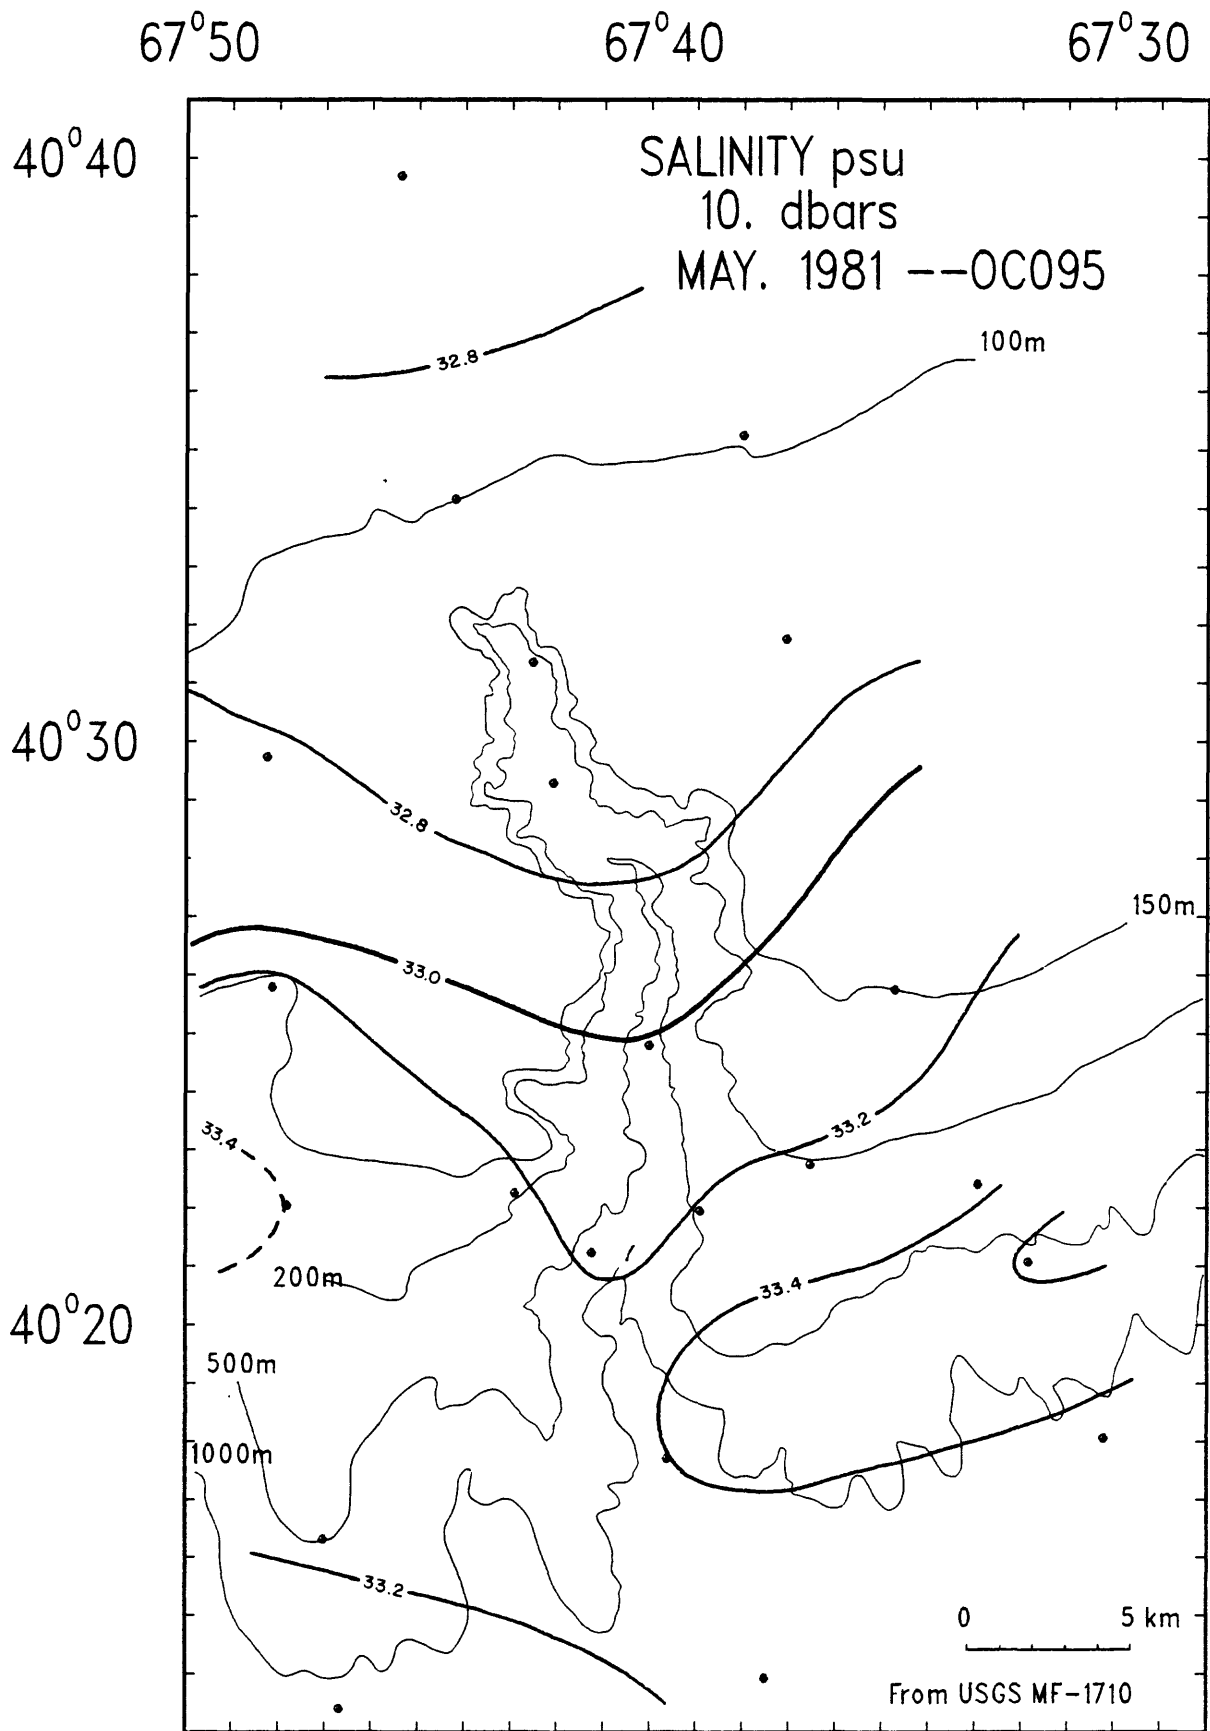 67°50 67°40 67°30
40°40
SALINITY psu
10. dbars
MAY. 1981 --OC095
100m
32.8
40°30
32.8
150m
33.0
33.2
33.4
200m
33.4
40°20
500m
1000m
33.2
0 5 km
From USGS MF-1710